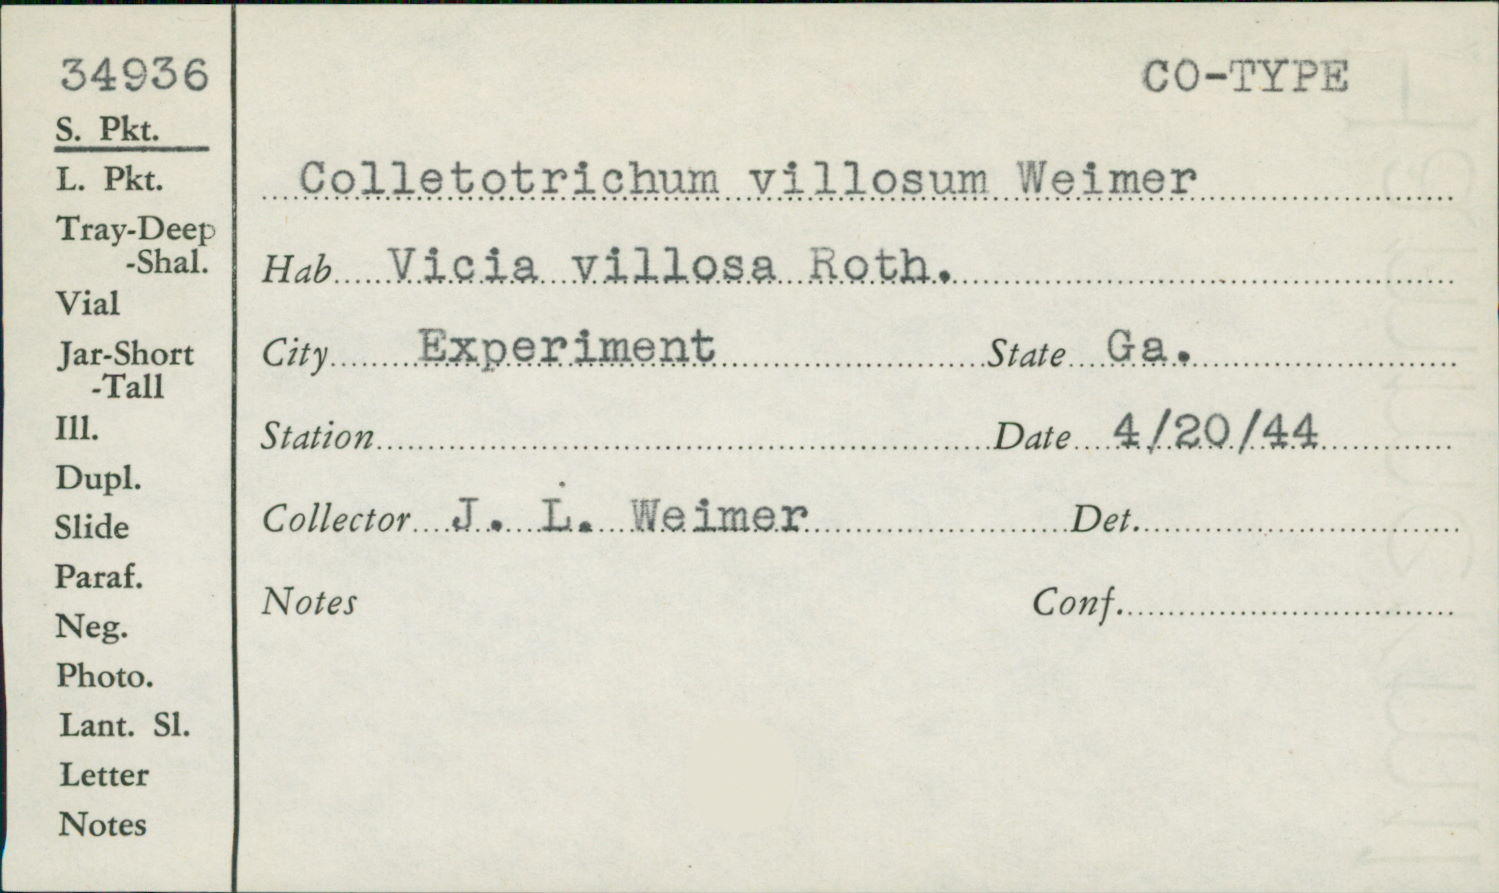 34936
CO-TYPE
S. Pkt.
L. Pkt.
Tray-Deep
-Shal.
Vial
Jar-Short
-Tall
Ill.
Dupl.
Slide
Paraf.
Neg.
Photo.
Lant. Sl.
Letter
Notes
Colletotrichum villosum Weimer
Hab Vicia villosa Roth.
City Experiment State Ga.
Station Date 4/20/44
Collector J. L. Weimer Det.
Notes Conf.